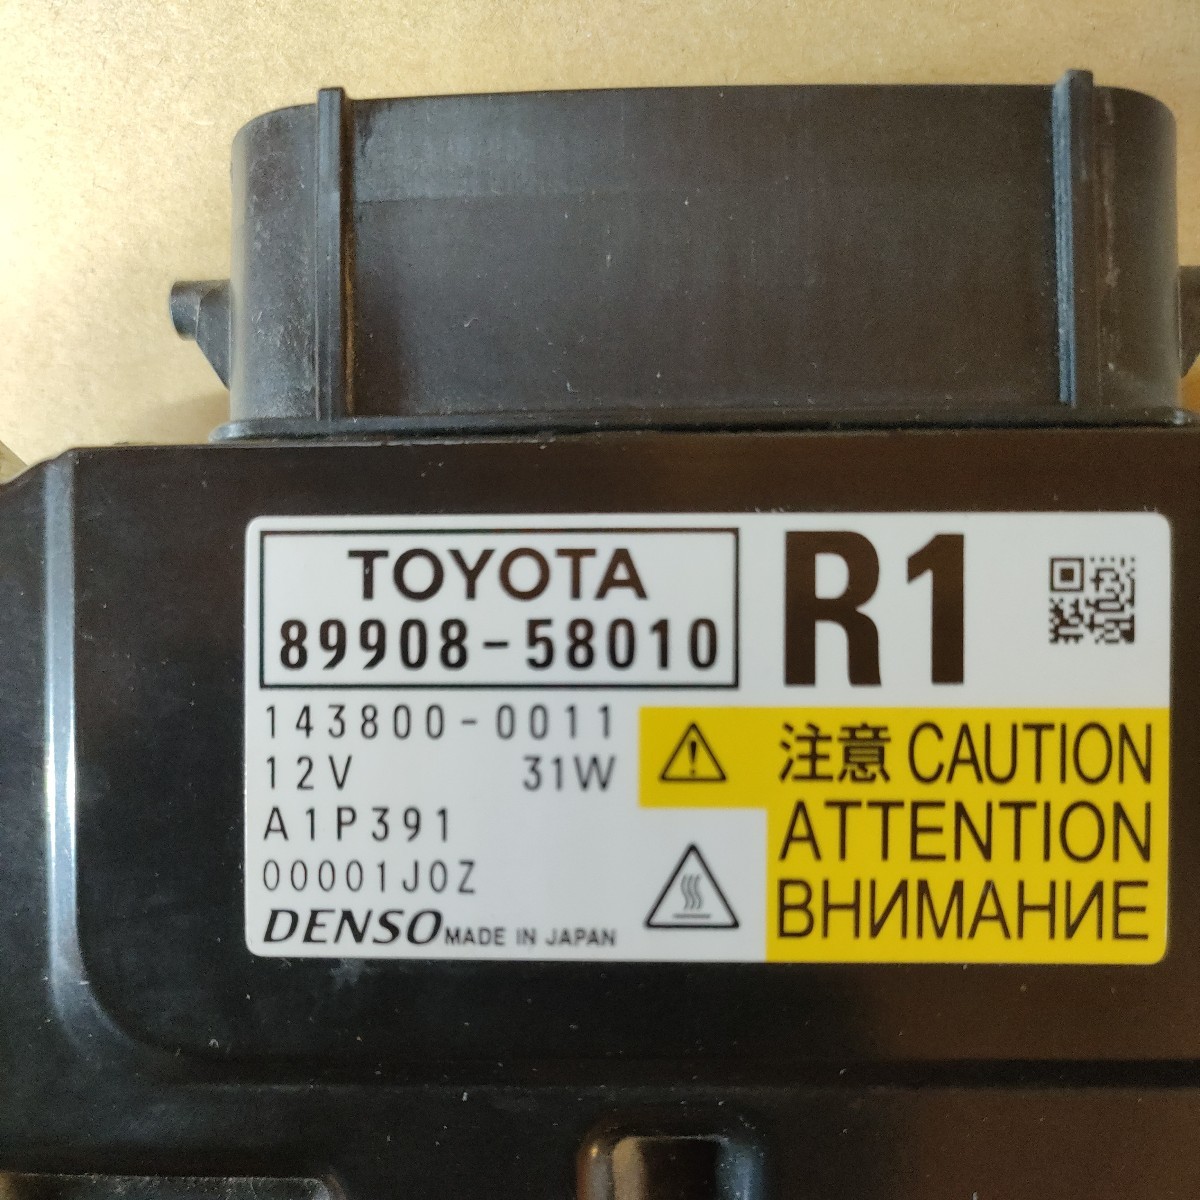 TOYOTA
89908-58010
R1
143800-0011
12V 31W
A1P391
00001J0Z
DENSO MADE IN JAPAN
注意 CAUTION
ATTENTION
ВНИМАНИЕ